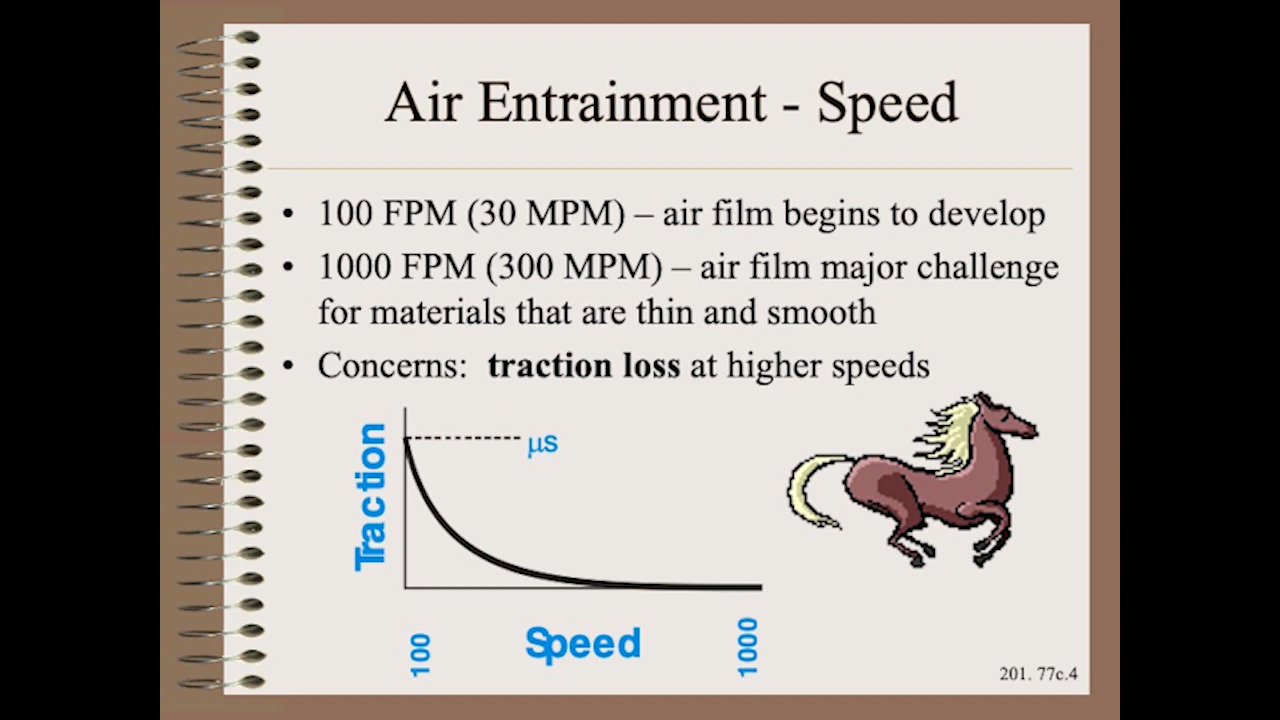 Air Entrainment - Speed
• 100 FPM (30 MPM) – air film begins to develop
• 1000 FPM (300 MPM) – air film major challenge
for materials that are thin and smooth
• Concerns: traction loss at higher speeds
Traction
μs
100
Speed
1000
201. 77c.4